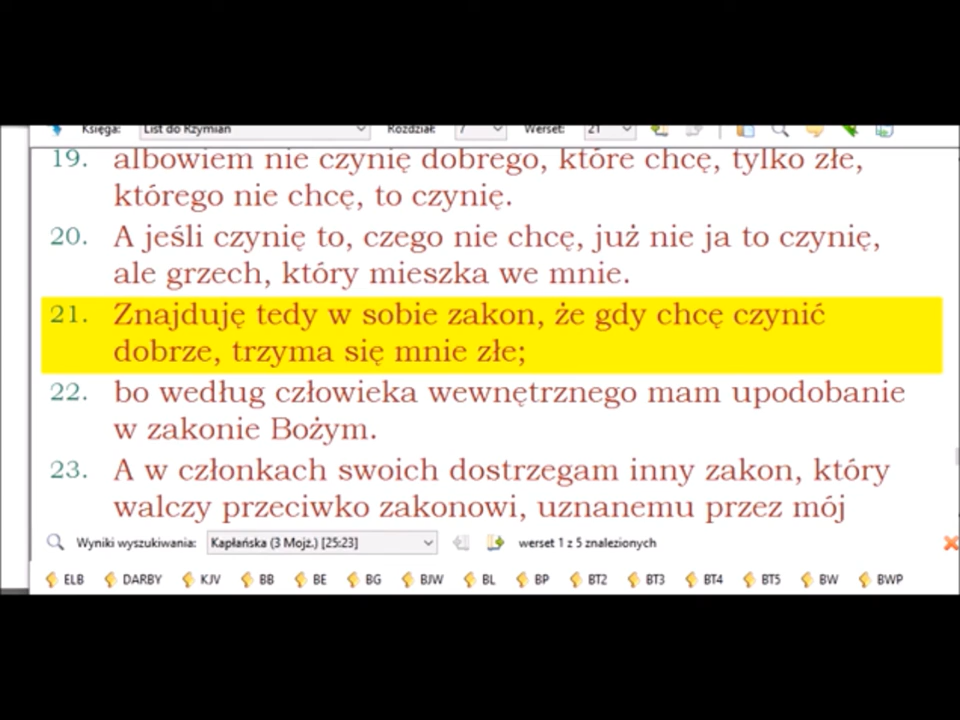 Księga: List do Rzymian Rozdział: 7 Werset: 21
19. albowiem nie czynię dobrego, które chcę, tylko złe,
którego nie chcę, to czynię.
20. A jeśli czynię to, czego nie chcę, już nie ja to czynię,
ale grzech, który mieszka we mnie.
21. Znajduję tedy w sobie zakon, że gdy chcę czynić
dobrze, trzyma się mnie złe;
22. bo według człowieka wewnętrznego mam upodobanie
w zakonie Bożym.
23. A w członkach swoich dostrzegam inny zakon, który
walczy przeciwko zakonowi, uznanemu przez mój
Wyniki wyszukiwania: Kapłańska (3 Mojż.) [25:23] werset 1 z 5 znalezionych
ELB DARBY KJV BB BE BG BJW BL BP BT2 BT3 BT4 BT5 BW BWP